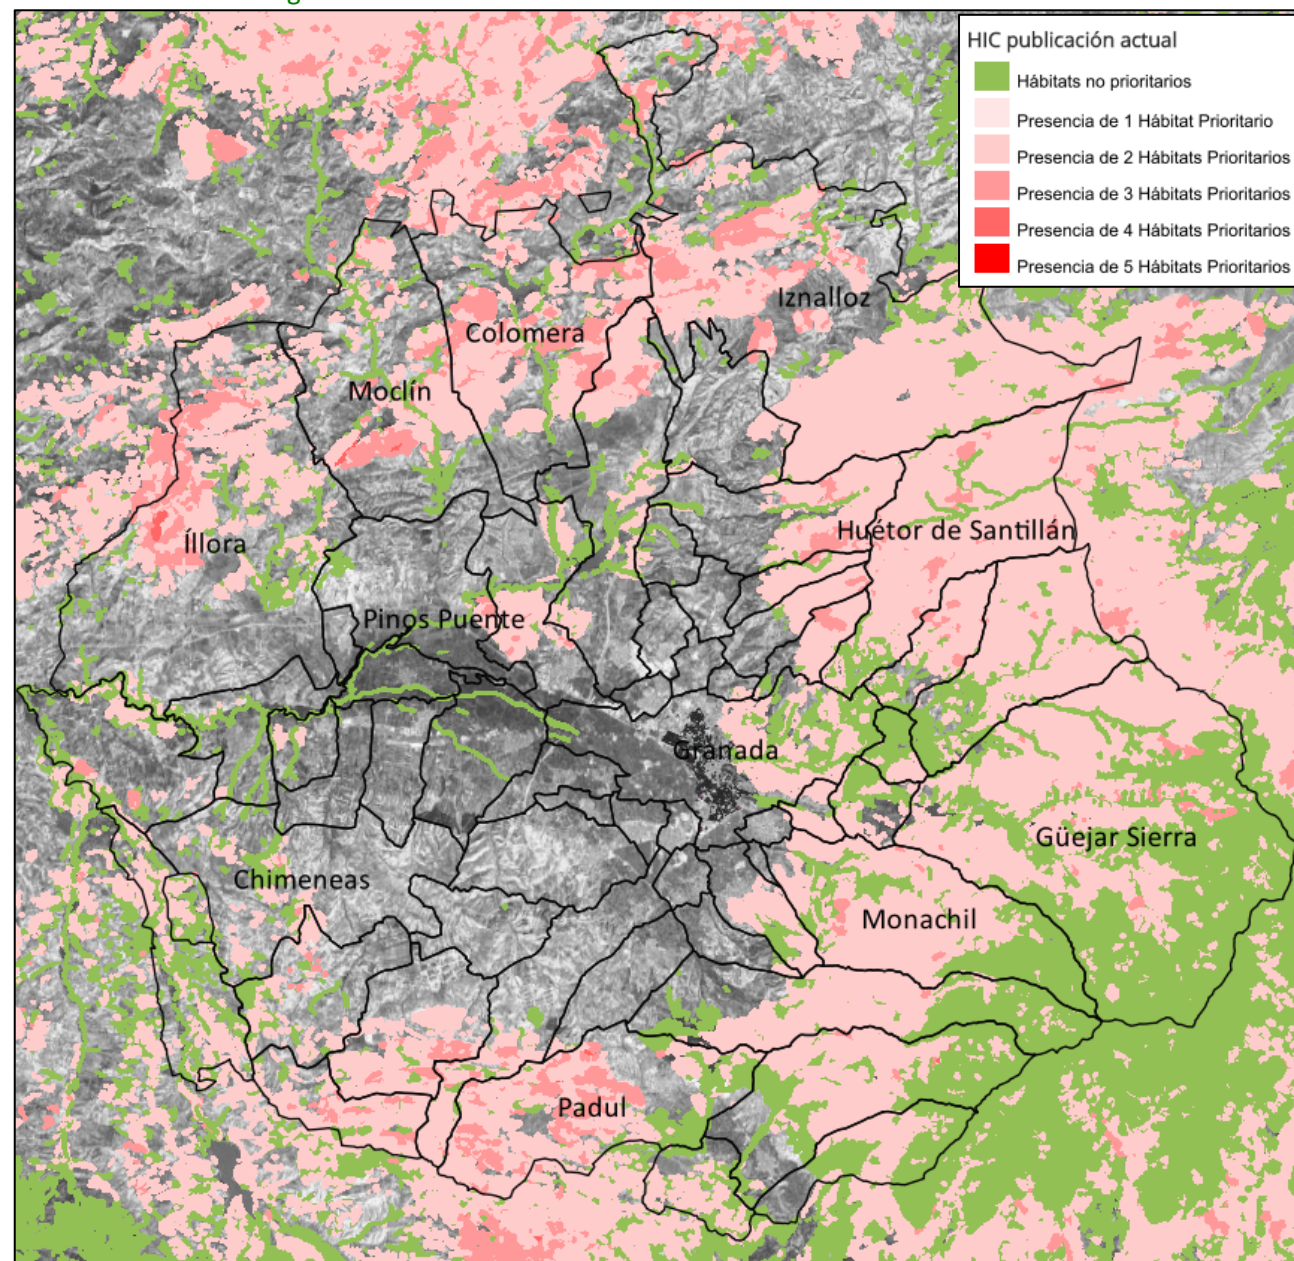 HIC publicación actual
Hábitats no prioritarios
Presencia de 1 Hábitat Prioritario
Presencia de 2 Hábitats Prioritarios
Presencia de 3 Hábitats Prioritarios
Presencia de 4 Hábitats Prioritarios
Presencia de 5 Hábitats Prioritarios
Iznalloz
Colomera
Moclín
Íllora
Huétor de Santillán
Pinos Puente
Granada
Güejar Sierra
Chimeneas
Monachil
Padul